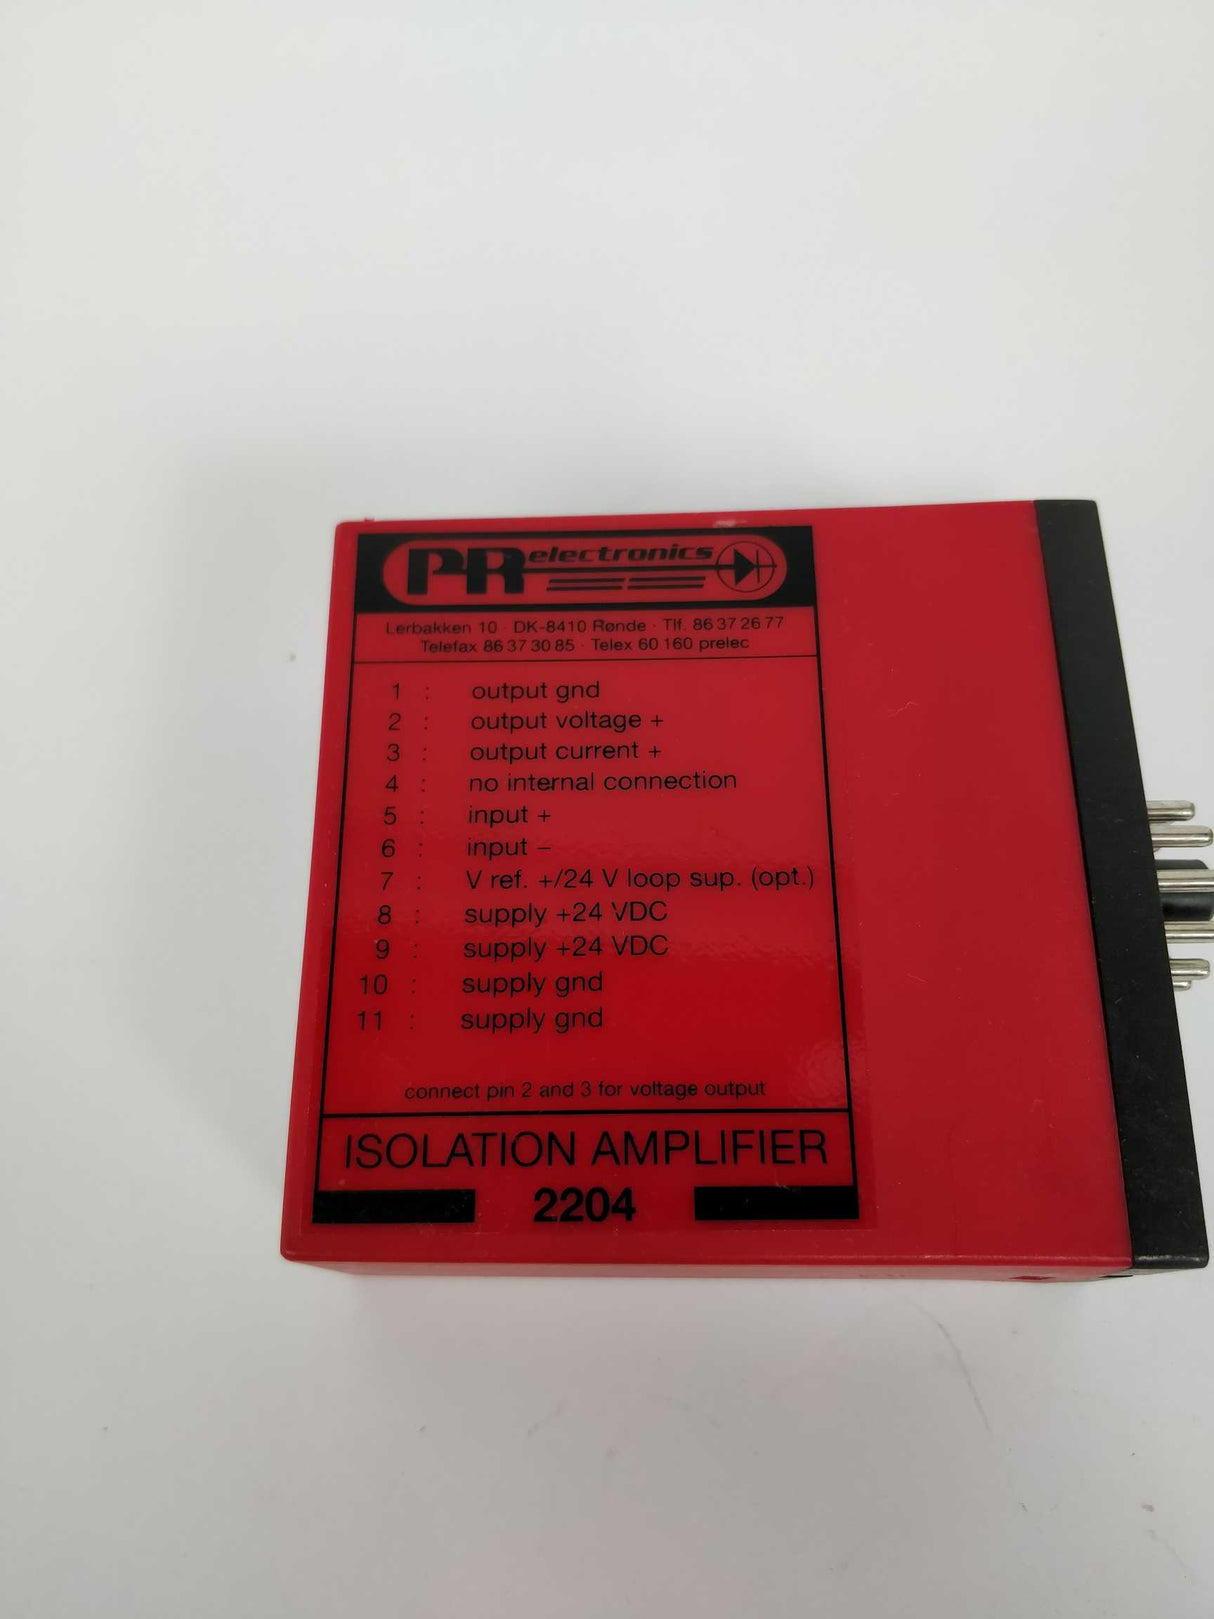 PR electronics
Lerbakken 10 · DK-8410 Rønde · Tlf. 86 37 26 77
Telefax 86 37 30 85 · Telex 60 160 prelec
1 : output gnd
2 : output voltage +
3 : output current +
4 : no internal connection
5 : input +
6 : input –
7 : V ref. +/24 V loop sup. (opt.)
8 : supply +24 VDC
9 : supply +24 VDC
10 : supply gnd
11 : supply gnd
connect pin 2 and 3 for voltage output
ISOLATION AMPLIFIER
2204